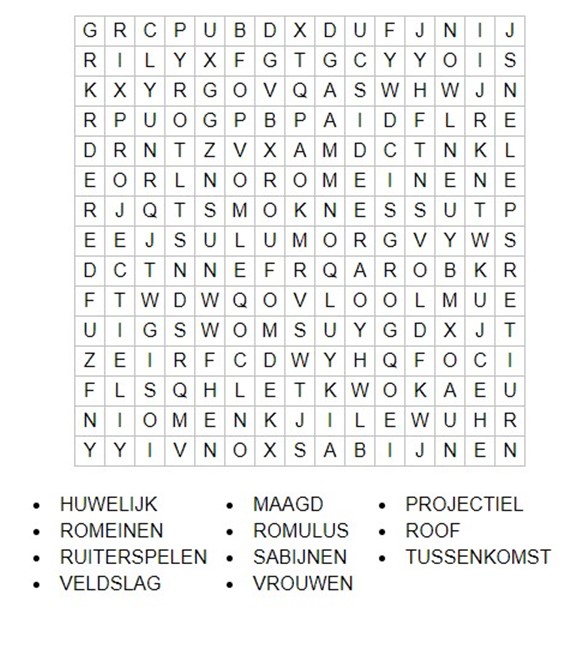 G R C P U B D X D U F J N I J
R I L Y X F G T G C Y Y O I S
K X Y R G O V Q A S W H W J N
R P U O G P B P A I D F L R E
D R N T Z V X A M D C T N K L
E O R L N O R O M E I N E N E
R J Q T S M O K N E S S U T P
E E J S U L U M O R G V Y W S
D C T N N E F R Q A R O B K R
F T W D W Q O V L O O L M U E
U I G S W O M S U Y G D X J T
Z E I R F C D W Y H Q F O C I
F L S Q H L E T K W O K A E U
N I O M E N K J I L E W U H R
Y Y I V N O X S A B I J N E N
• HUWELIJK • MAAGD • PROJECTIEL
• ROMEINEN • ROMULUS • ROOF
• RUITERSPELEN • SABIJNEN • TUSSENKOMST
• VELDSLAG • VROUWEN